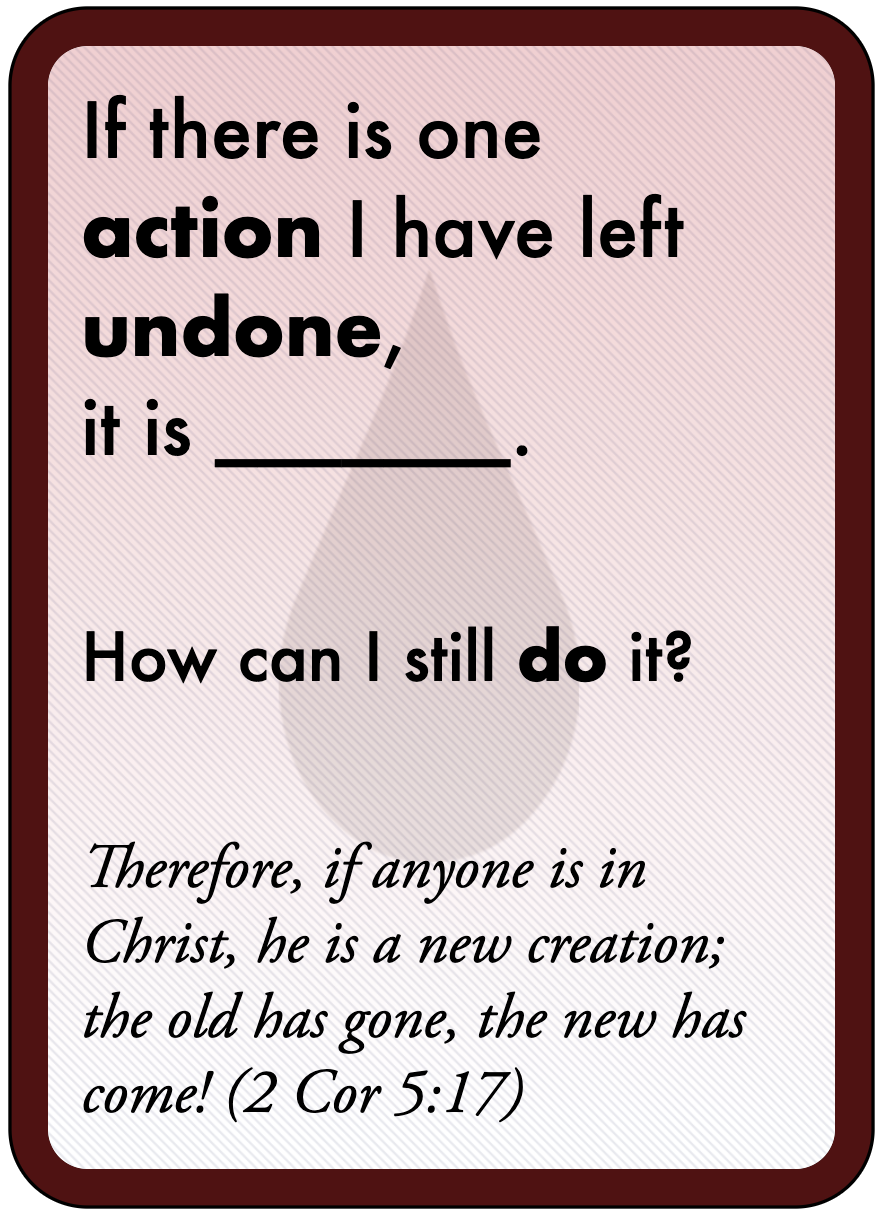 If there is one
action I have left
undone,
it is ________.
How can I still do it?
Therefore, if anyone is in
Christ, he is a new creation;
the old has gone, the new has
come! (2 Cor 5:17)